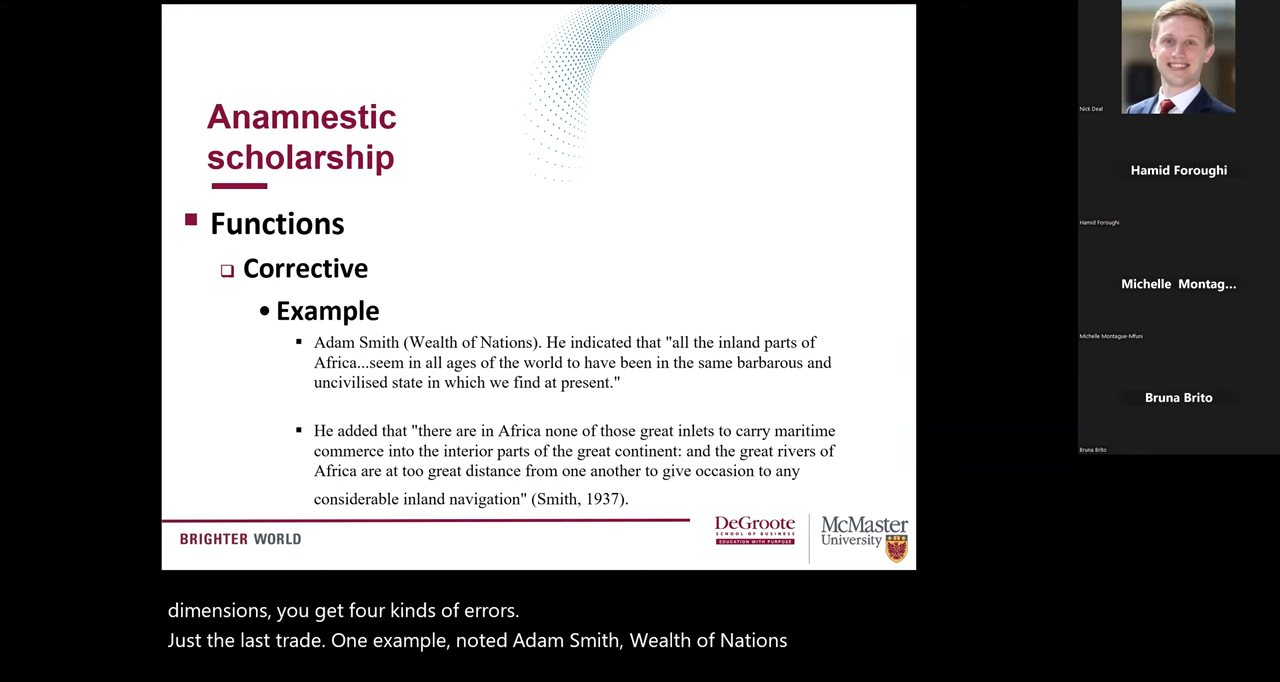 Anamnestic
scholarship
Functions
Corrective
Example
Adam Smith (Wealth of Nations). He indicated that "all the inland parts of
Africa...seem in all ages of the world to have been in the same barbarous and
uncivilised state in which we find at present."
He added that "there are in Africa none of those great inlets to carry maritime
commerce into the interior parts of the great continent: and the great rivers of
Africa are at too great distance from one another to give occasion to any
considerable inland navigation" (Smith, 1937).
BRIGHTER WORLD
DeGroote
SCHOOL OF BUSINESS
EDUCATION WITH PURPOSE
McMaster
University
dimensions, you get four kinds of errors.
Just the last trade. One example, noted Adam Smith, Wealth of Nations
Nick Deal
Hamid Foroughi
Hamid Foroughi
Michelle Montag...
Michelle Montague-Mfuni
Bruna Brito
Bruna Brito